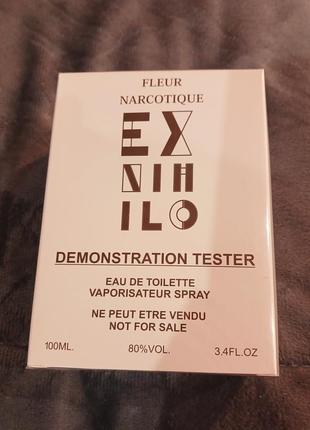 FLEUR
NARCOTIQUE
EX
NIH
ILO
DEMONSTRATION TESTER
EAU DE TOILETTE
VAPORISATEUR SPRAY
NE PEUT ETRE VENDU
NOT FOR SALE
100ML. 80%VOL. 3.4FL.OZ